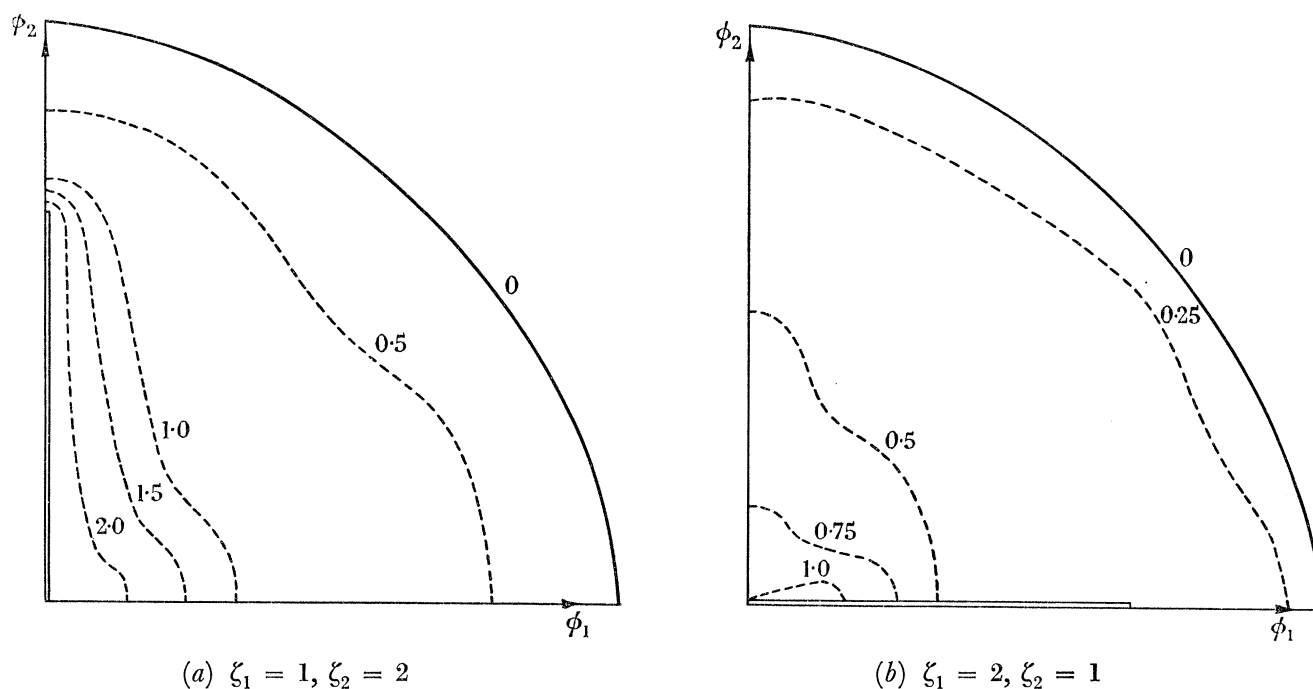 ϕ₂
0
0·5
1·0
1·5
2·0
ϕ₁
(a) ζ₁ = 1, ζ₂ = 2
ϕ₂
0
0·25
0·5
0·75
1·0
ϕ₁
(b) ζ₁ = 2, ζ₂ = 1